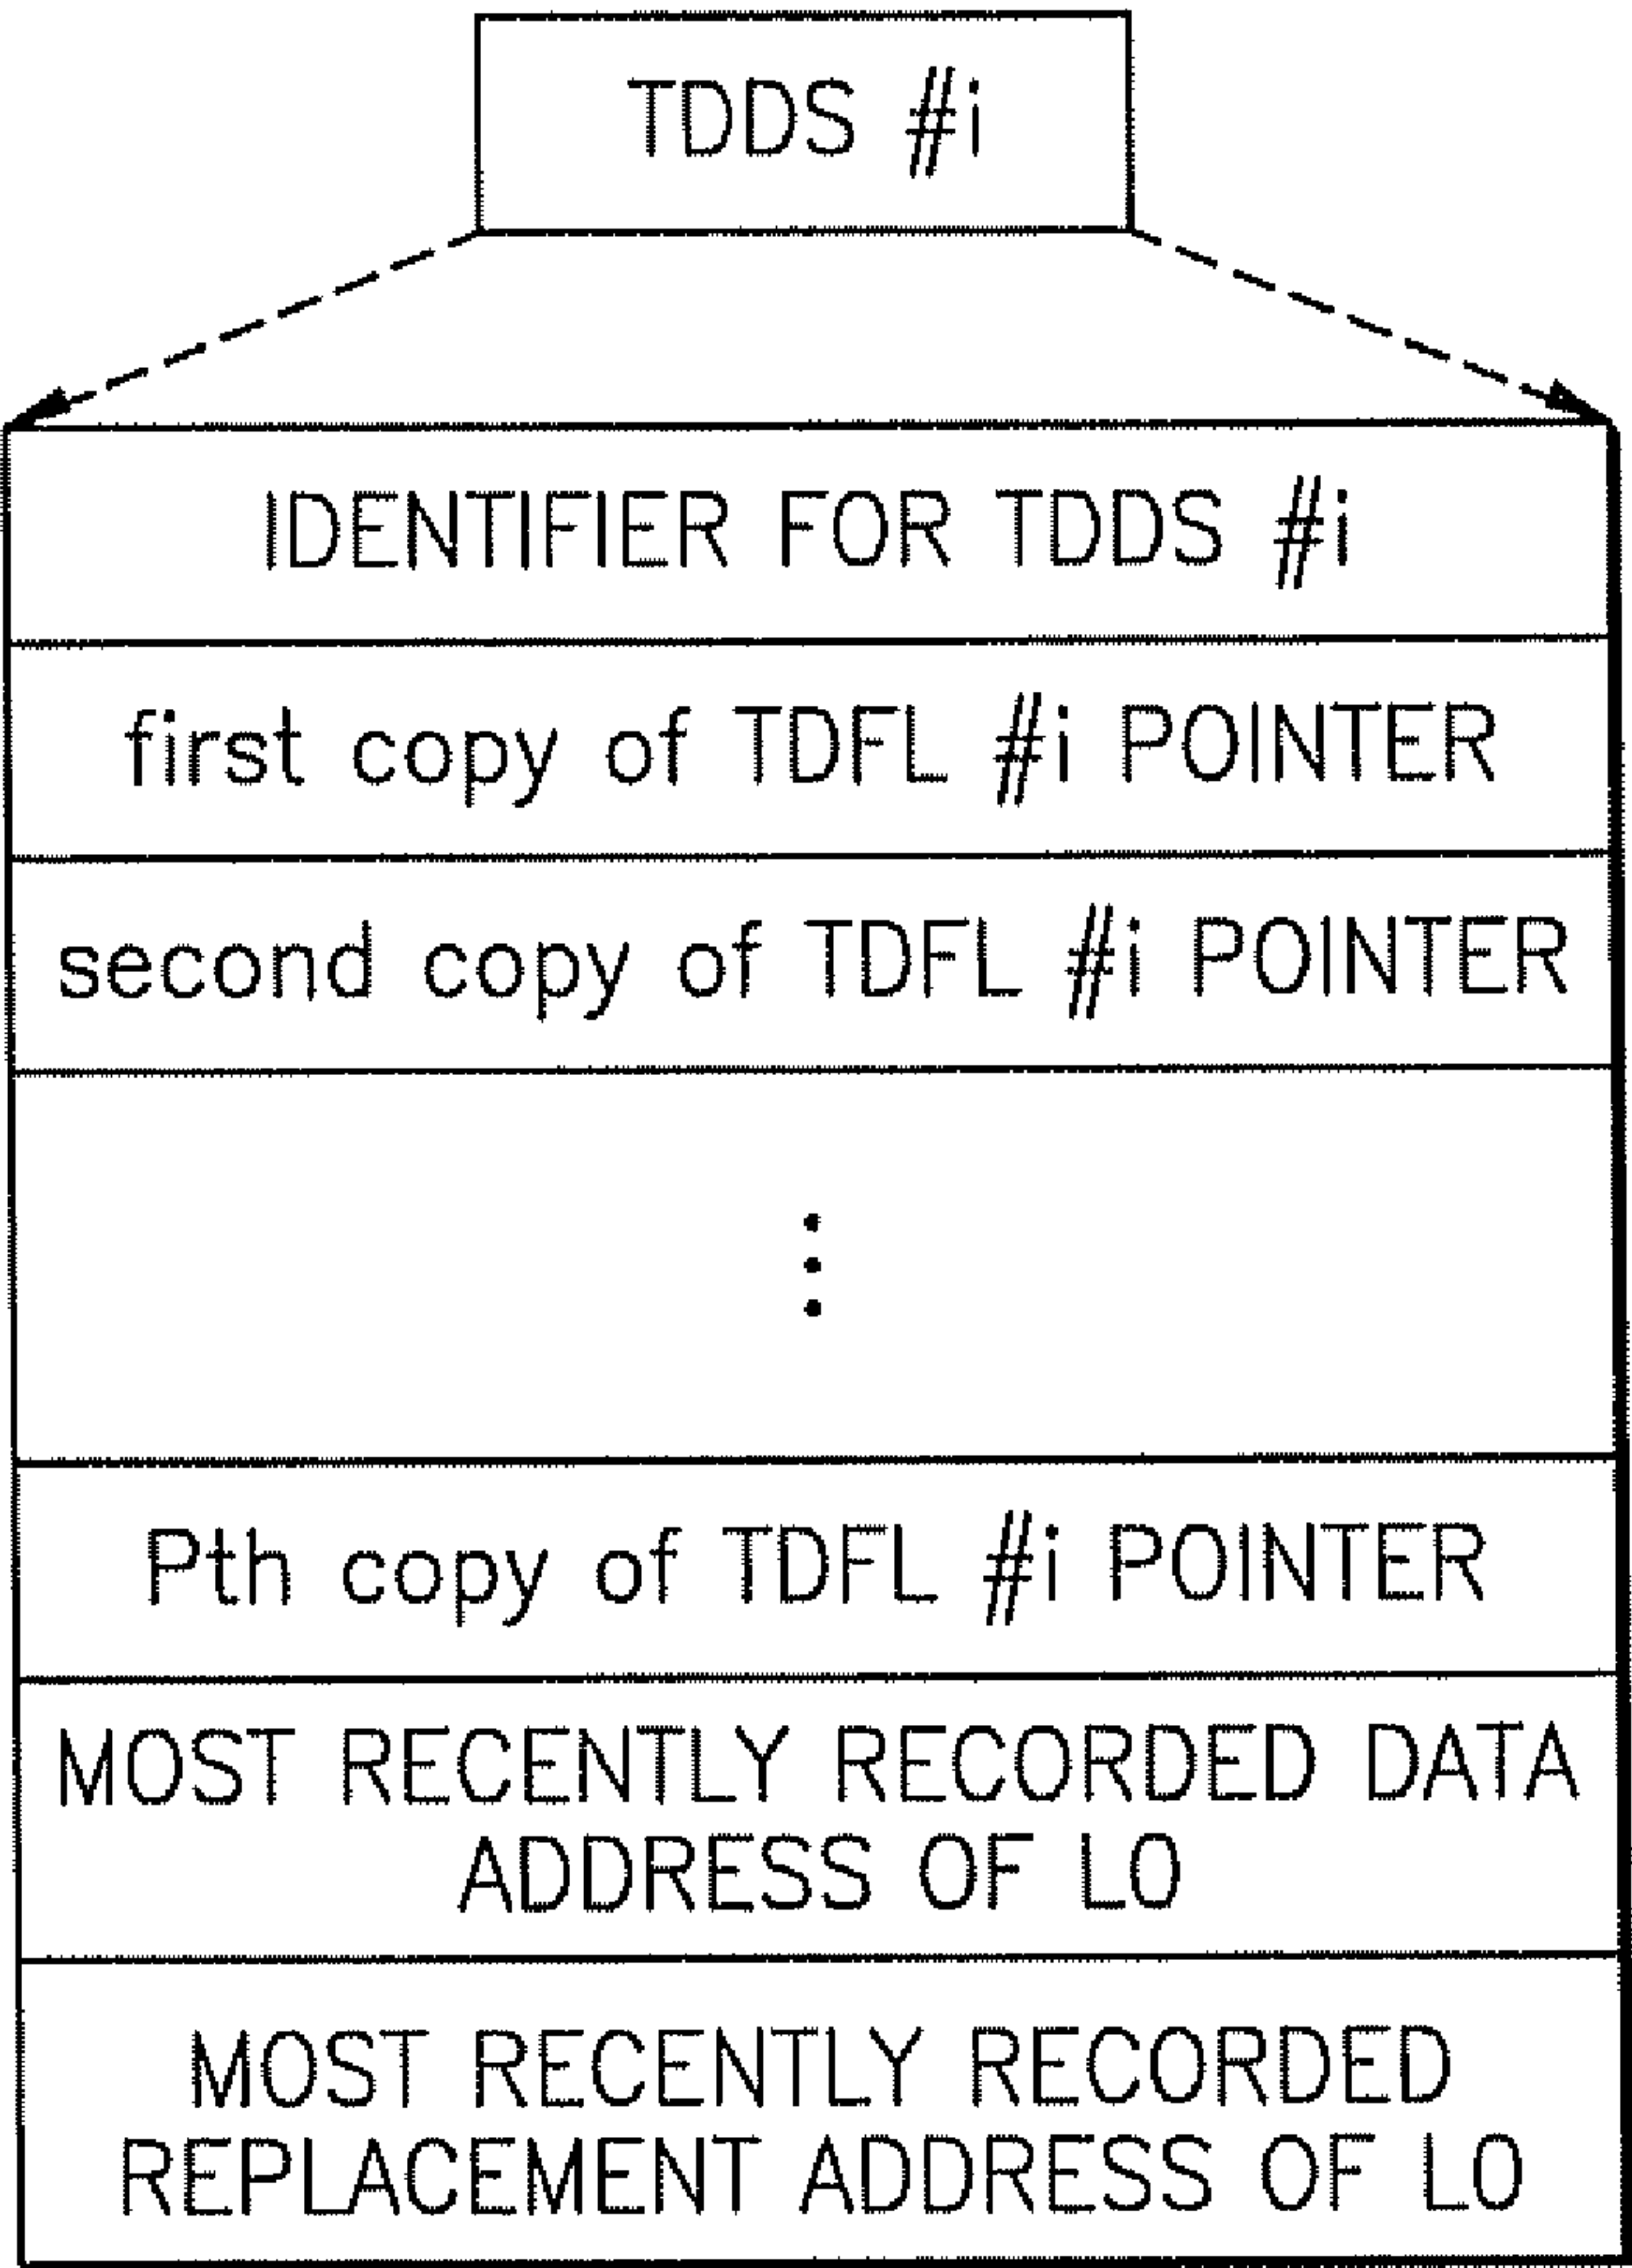 TDDS #i
IDENTIFIER FOR TDDS #i
first copy of TDFL #i POINTER
second copy of TDFL #i POINTER
Pth copy of TDFL #i POINTER
MOST RECENTLY RECORDED DATA
ADDRESS OF L0
MOST RECENTLY RECORDED
REPLACEMENT ADDRESS OF L0